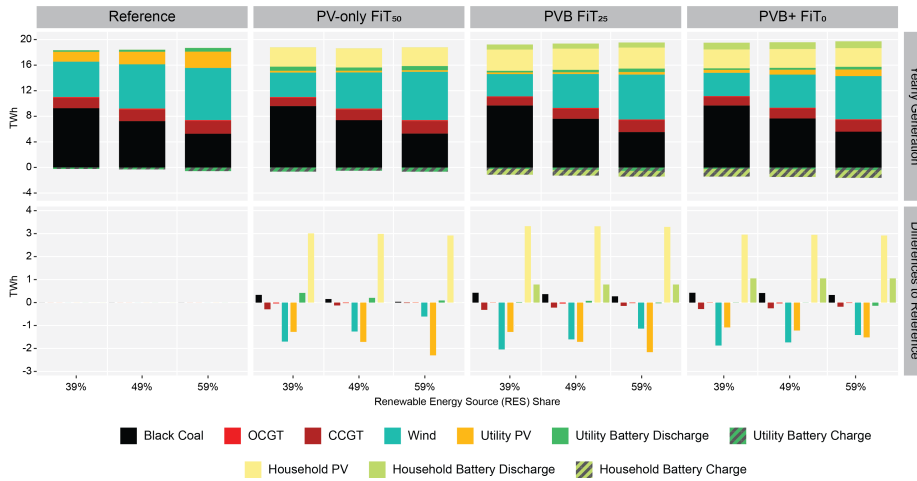 Reference
PV-only FiT₅₀
PVB FiT₂₅
PVB+ FiT₀
20
16
12
8
4
0
TWh
Yearly Generation
4
3
2
1
0
-1
-2
-3
TWh
Differences to Reference
39% 49% 59% 39% 49% 59% 39% 49% 59% 39% 49% 59%
Renewable Energy Source (RES) Share
Black Coal OCGT CCGT Wind Utility PV Utility Battery Discharge Utility Battery Charge
Household PV Household Battery Discharge Household Battery Charge